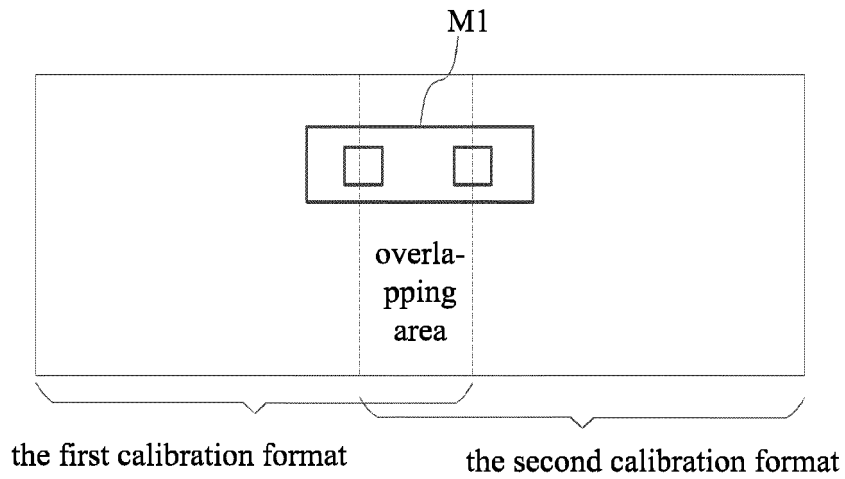 M1
overla-
pping
area
the first calibration format
the second calibration format